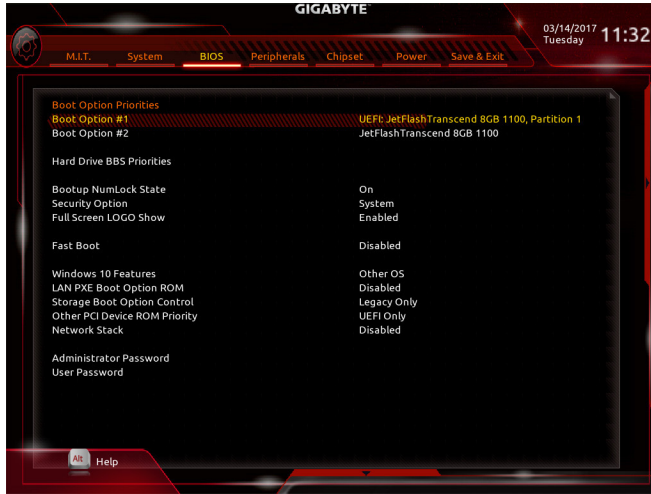 GIGABYTE™
03/14/2017 Tuesday 11:32
M.I.T. System BIOS Peripherals Chipset Power Save & Exit
Boot Option Priorities
Boot Option #1 UEFI: JetFlashTranscend 8GB 1100, Partition 1
Boot Option #2 JetFlashTranscend 8GB 1100
Hard Drive BBS Priorities
Bootup NumLock State On
Security Option System
Full Screen LOGO Show Enabled
Fast Boot Disabled
Windows 10 Features Other OS
LAN PXE Boot Option ROM Disabled
Storage Boot Option Control Legacy Only
Other PCI Device ROM Priority UEFI Only
Network Stack Disabled
Administrator Password
User Password
Alt Help